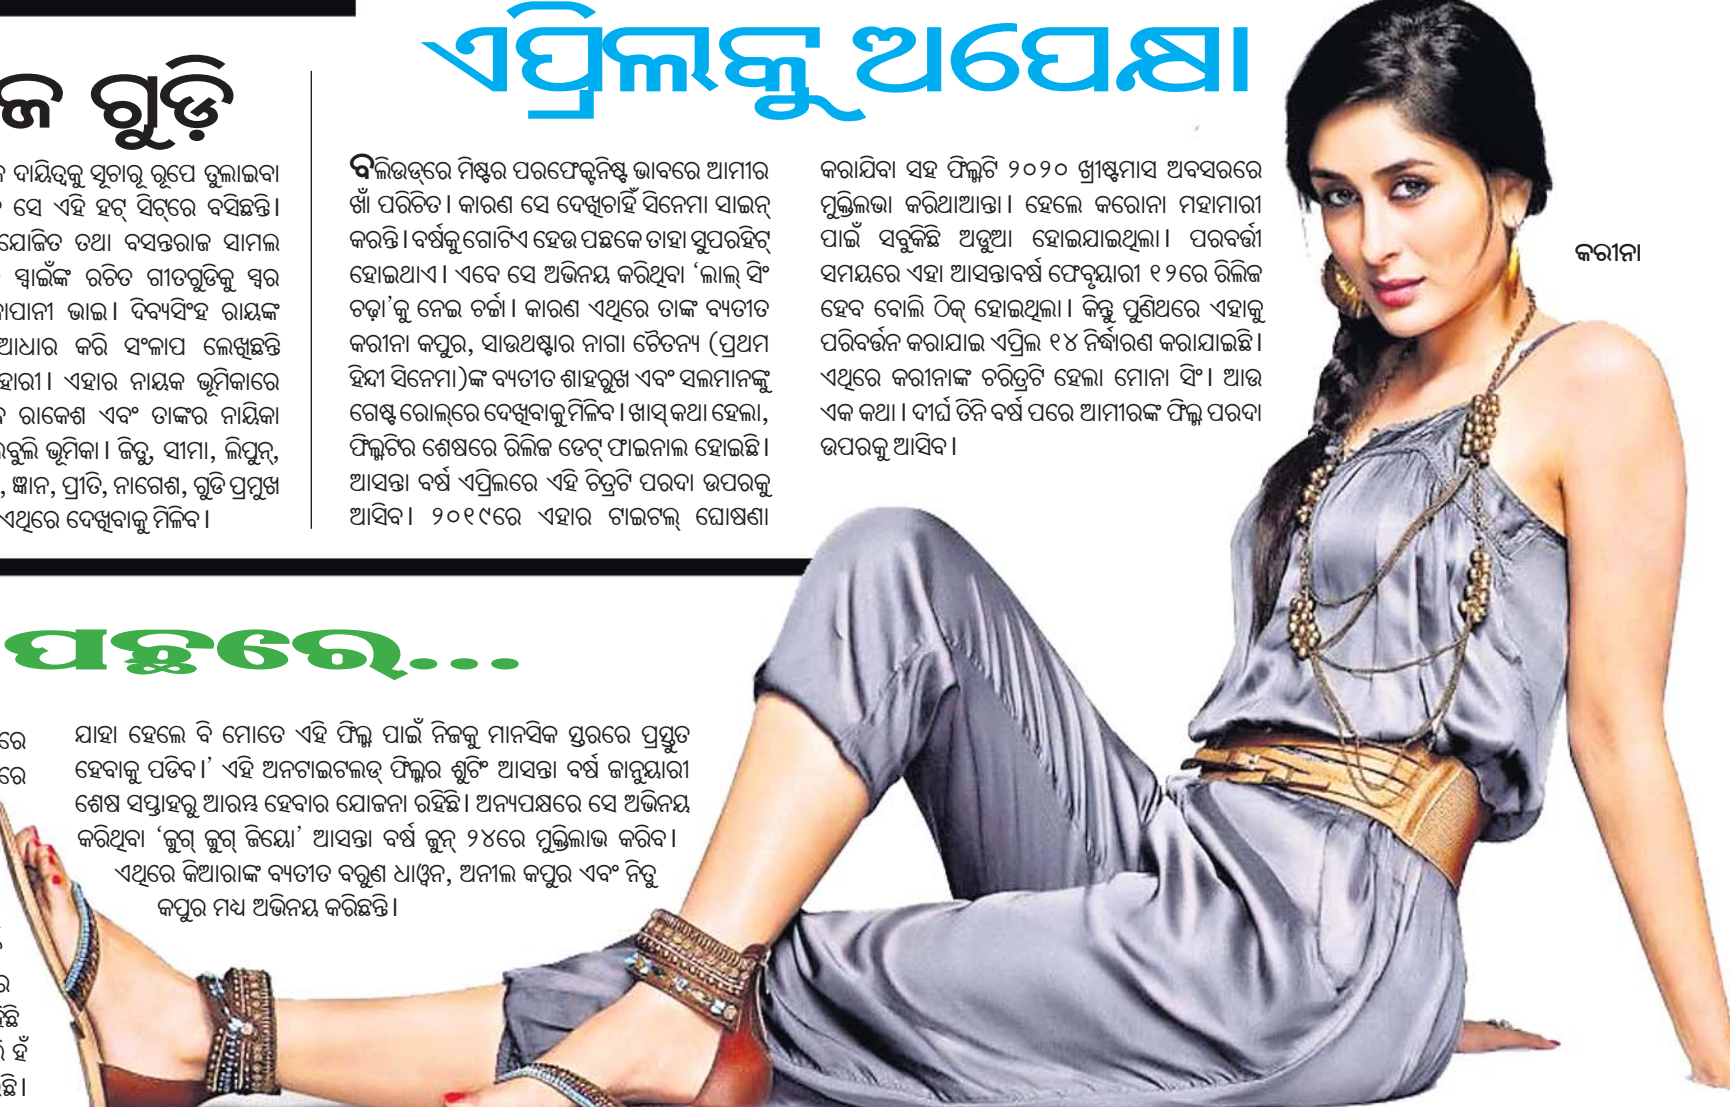 ଏପ୍ରିଲକୁ ଅପେକ୍ଷା
ବଲିଉଡ୍‌ରେ ମିଷ୍ଟର ପରଫେକ୍ଟନିଷ୍ଟ ଭାବରେ ଆମୀର
ଖାଁ ପରିଚିତ। କାରଣ ସେ ଦେଖିଚାହିଁ ସିନେମା ସାଇନ୍
କରନ୍ତି। ବର୍ଷକୁ ଗୋଟିଏ ହେଉ ପଛକେ ତାହା ସୁପରହିଟ୍
ହୋଇଥାଏ। ଏବେ ସେ ଅଭିନୟ କରିଥିବା ‘ଲାଲ୍ ସିଂ
ଚଢ଼ା’କୁ ନେଇ ଚର୍ଚ୍ଚା। କାରଣ ଏଥିରେ ତାଙ୍କ ବ୍ୟତୀତ
କରୀନା କପୁର, ସାଉଥଷ୍ଟାର ନାଗା ଚୈତନ୍ୟ (ପ୍ରଥମ
ହିନ୍ଦୀ ସିନେମା)ଙ୍କ ବ୍ୟତୀତ ଶାହରୁଖ ଏବଂ ସଲମାନଙ୍କୁ
ଗେଷ୍ଟ ରୋଲ୍‌ରେ ଦେଖିବାକୁ ମିଳିବ। ଖାସ୍ କଥା ହେଲା,
ଫିଲ୍ମଟିର ଶେଷରେ ରିଲିଜ ଡେଟ୍ ଫାଇନାଲ ହୋଇଛି।
ଆସନ୍ତା ବର୍ଷ ଏପ୍ରିଲରେ ଏହି ଚିତ୍ରଟି ପରଦା ଉପରକୁ
ଆସିବ। ୨୦୧୯ରେ ଏହାର ଟାଇଟଲ୍ ଘୋଷଣା
କରାଯିବା ସହ ଫିଲ୍ମଟି ୨୦୨୦ ଖ୍ରୀଷ୍ଟମାସ ଅବସରରେ
ମୁକ୍ତିଲଭା କରିଥାଆନ୍ତା। ହେଲେ କରୋନା ମହାମାରୀ
ପାଇଁ ସବୁକିଛି ଅଡୁଆ ହୋଇଯାଇଥିଲା। ପରବର୍ତ୍ତୀ
ସମୟରେ ଏହା ଆସନ୍ତାବର୍ଷ ଫେବୃୟାରୀ ୧୨ରେ ରିଲିଜ
ହେବ ବୋଲି ଠିକ୍ ହୋଇଥିଲା। କିନ୍ତୁ ପୁଣିଥରେ ଏହାକୁ
ପରିବର୍ତ୍ତନ କରାଯାଇ ଏପ୍ରିଲ ୧୪ ନିର୍ଦ୍ଧାରଣ କରାଯାଇଛି।
ଏଥିରେ କରୀନାଙ୍କ ଚରିତ୍ରଟି ହେଲା ମୋନା ସିଂ। ଆଉ
ଏକ କଥା। ଦୀର୍ଘ ତିନି ବର୍ଷ ପରେ ଆମୀରଙ୍କ ଫିଲ୍ମ ପରଦା
ଉପରକୁ ଆସିବ।
କରୀନା
ଗୁଡ଼ି
ଦାୟିତ୍ୱକୁ ସୂଚାରୁ ରୂପେ ତୁଲାଇବା
ସେ ଏହି ହଟ୍ ସିଟ୍‌ରେ ବସିଛନ୍ତି।
ଯୋଜିତ ତଥା ବସନ୍ତରାଜ ସାମଲ
ସ୍ୱାଇଁଙ୍କ ରଚିତ ଗୀତଗୁଡିକୁ ସ୍ୱର
ପାନୀ ଭାଇ। ଦିବ୍ୟସିଂହ ରାୟଙ୍କ
ଆଧାର କରି ସଂଳାପ ଲେଖିଛନ୍ତି
ହାରୀ। ଏହାର ନାୟକ ଭୂମିକାରେ
ରାକେଶ ଏବଂ ତାଙ୍କର ନାୟିକା
ବୁଲି ଭୂମିକା। ଜିତୁ, ସୀମା, ଲିପୁନ୍,
, ଜ୍ଞାନ, ପ୍ରୀତି, ନାଗେଶ, ଗୁଡି ପ୍ରମୁଖ
ଏଥିରେ ଦେଖିବାକୁ ମିଳିବ।
ପଛରେ...
ରେ
ରେ
ର
ଛି
ହଁ
ଛି।
ଯାହା ହେଲେ ବି ମୋତେ ଏହି ଫିଲ୍ମ ପାଇଁ ନିଜକୁ ମାନସିକ ସ୍ତରରେ ପ୍ରସ୍ତୁତ
ହେବାକୁ ପଡିବ।’ ଏହି ଅନଟାଇଟଲଡ୍ ଫିଲ୍ମର ଶୁଟିଂ ଆସନ୍ତା ବର୍ଷ ଜାନୁୟାରୀ
ଶେଷ ସପ୍ତାହରୁ ଆରମ୍ଭ ହେବାର ଯୋଜନା ରହିଛି। ଅନ୍ୟପକ୍ଷରେ ସେ ଅଭିନୟ
କରିଥିବା ‘ଜୁଗ୍ ଜୁଗ୍ ଜିୟୋ’ ଆସନ୍ତା ବର୍ଷ ଜୁନ୍ ୨୪ରେ ମୁକ୍ତିଲାଭ କରିବ।
ଏଥିରେ କିଆରାଙ୍କ ବ୍ୟତୀତ ବରୁଣ ଧାୱନ, ଅନୀଲ କପୁର ଏବଂ ନିତୁ
କପୁର ମଧ୍ୟ ଅଭିନୟ କରିଛନ୍ତି।